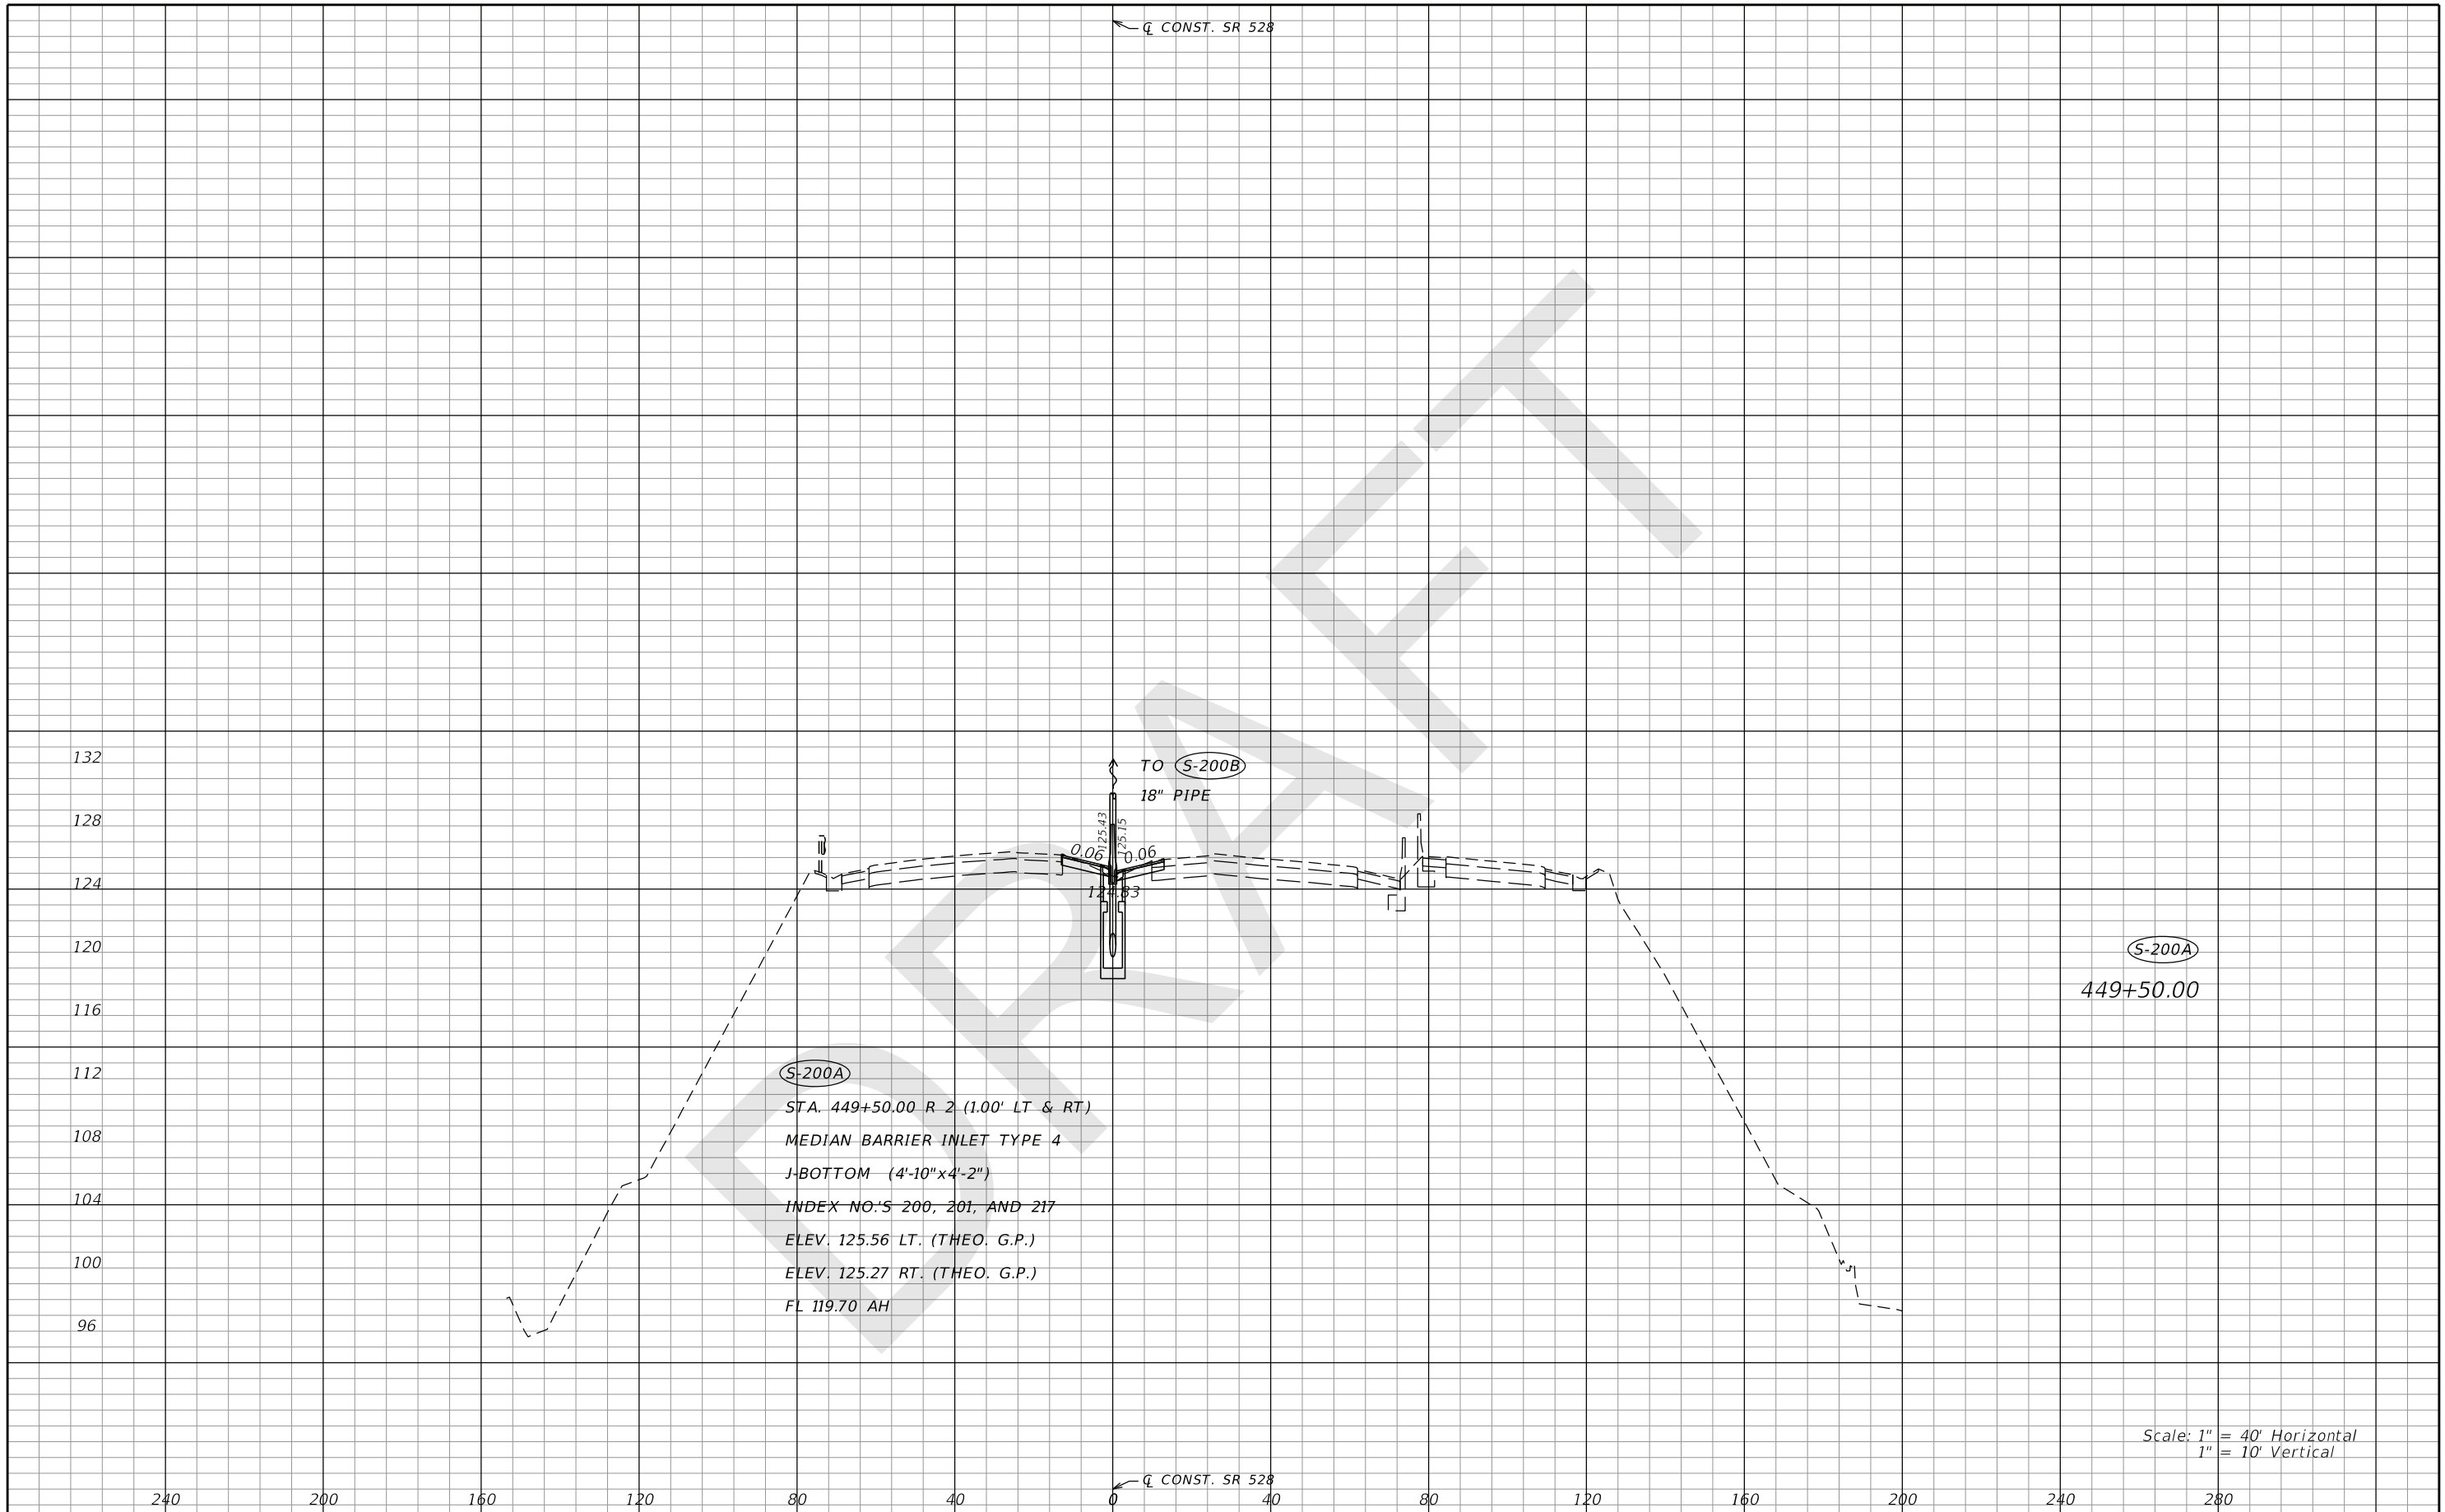 ℄ CONST. SR 528
132
TO S-200B
18" PIPE
128
125.43
125.15
0.06
0.06
124
124.83
120
S-200A
116
449+50.00
112
S-200A
STA. 449+50.00 R 2 (1.00' LT & RT)
108
MEDIAN BARRIER INLET TYPE 4
J-BOTTOM (4'-10"x4'-2")
104
INDEX NO.'S 200, 201, AND 217
ELEV. 125.56 LT. (THEO. G.P.)
100
ELEV. 125.27 RT. (THEO. G.P.)
FL 119.70 AH
96
DRAFT
Scale: 1" = 40' Horizontal
1" = 10' Vertical
℄ CONST. SR 528
240 200 160 120 80 40 0 40 80 120 160 200 240 280